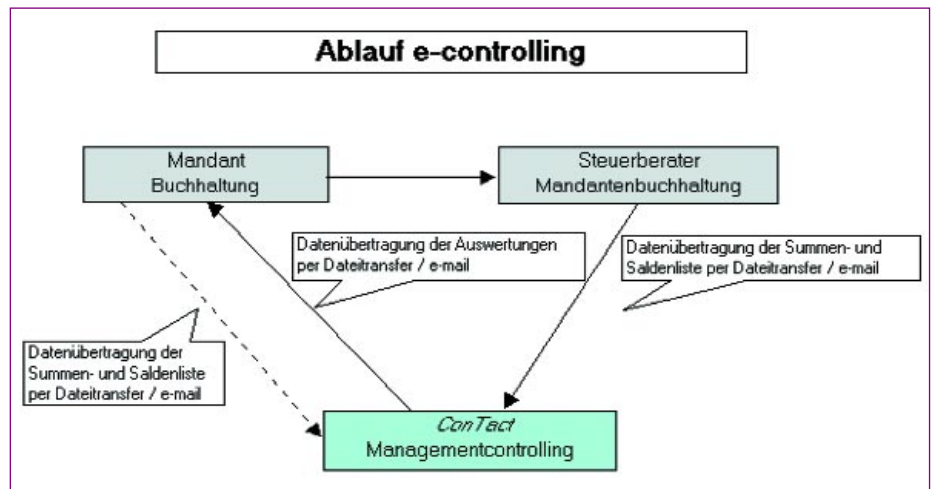 Ablauf e-controlling
Mandant
Buchhaltung
Steuerberater
Mandantenbuchhaltung
Datenübertragung der Auswertungen
per Dateitransfer / e-mail
Datenübertragung der Summen- und
Saldenliste per Dateitransfer / e-mail
Datenübertragung der
Summen- und Saldenliste
per Dateitransfer / e-mail
ConTact
Managementcontrolling